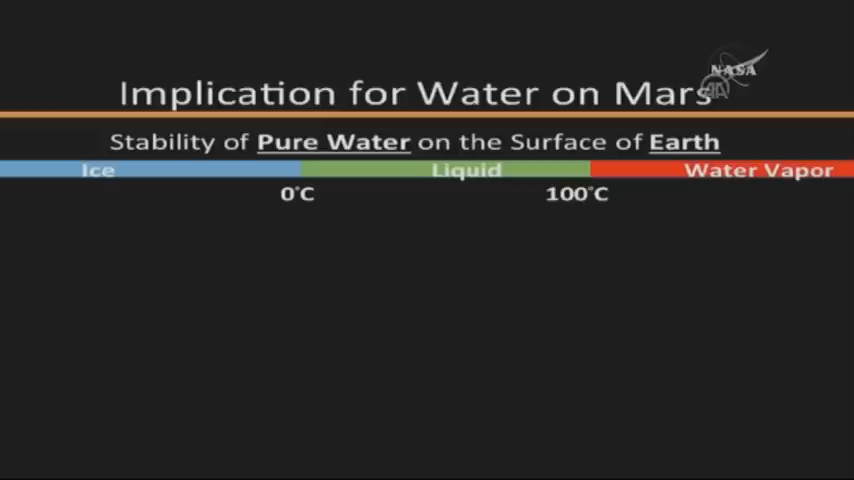 NASA
AA
Implication for Water on Mars
Stability of Pure Water on the Surface of Earth
Ice Liquid Water Vapor
0°C 100°C